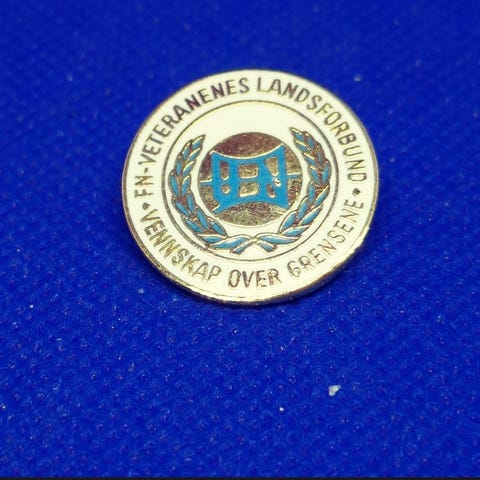 FN-VETERANENES LANDSFORBUND
VENNSKAP OVER GRENSENE